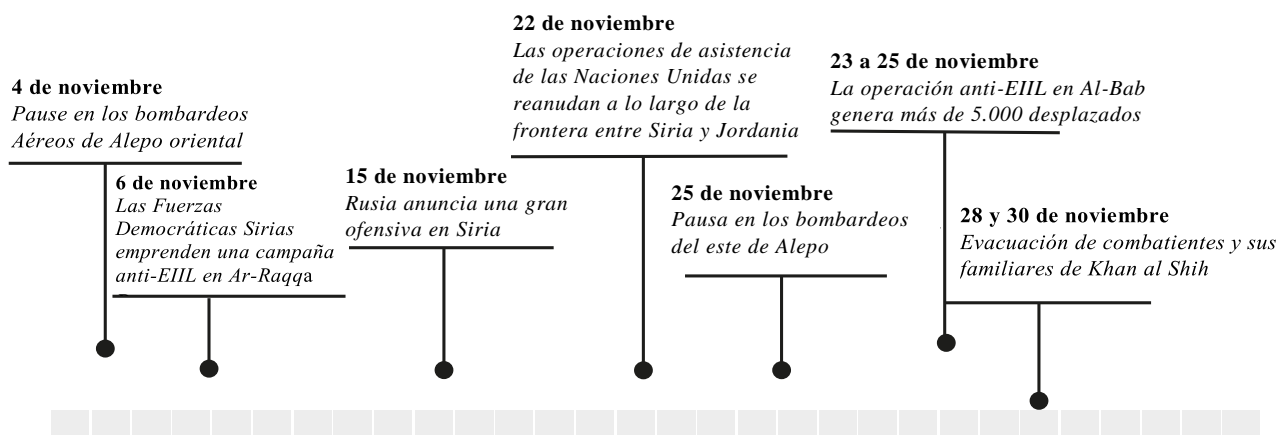 4 de noviembre
Pause en los bombardeos
Aéreos de Alepo oriental
6 de noviembre
Las Fuerzas
Democráticas Sirias
emprenden una campaña
anti-EIIL en Ar-Raqqa
15 de noviembre
Rusia anuncia una gran
ofensiva en Siria
22 de noviembre
Las operaciones de asistencia
de las Naciones Unidas se
reanudan a lo largo de la
frontera entre Siria y Jordania
25 de noviembre
Pausa en los bombardeos
del este de Alepo
23 a 25 de noviembre
La operación anti-EIIL en Al-Bab
genera más de 5.000 desplazados
28 y 30 de noviembre
Evacuación de combatientes y sus
familiares de Khan al Shih